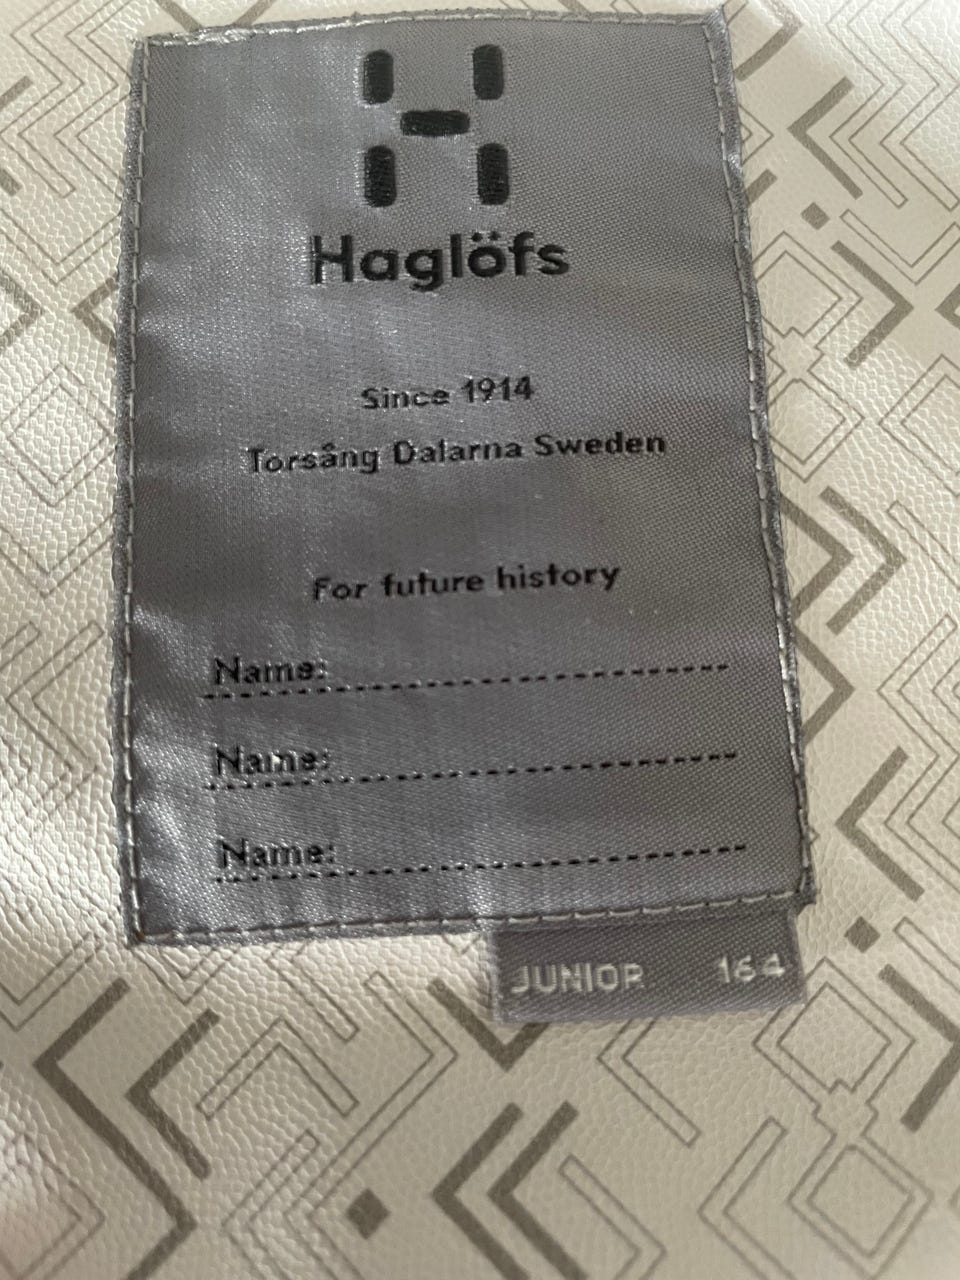 Haglöfs
Since 1914
Torsång Dalarna Sweden
For future history
Name:
Name:
Name:
JUNIOR 164